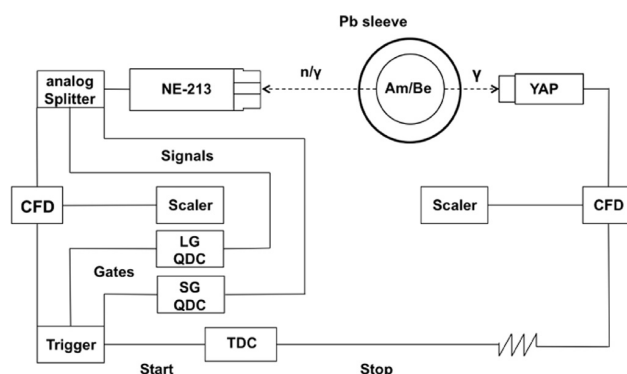 Pb sleeve
analog
Splitter
NE-213
n/γ
Am/Be
γ
YAP
Signals
CFD
Scaler
Scaler
CFD
LG
QDC
Gates
SG
QDC
Trigger
TDC
Start
Stop